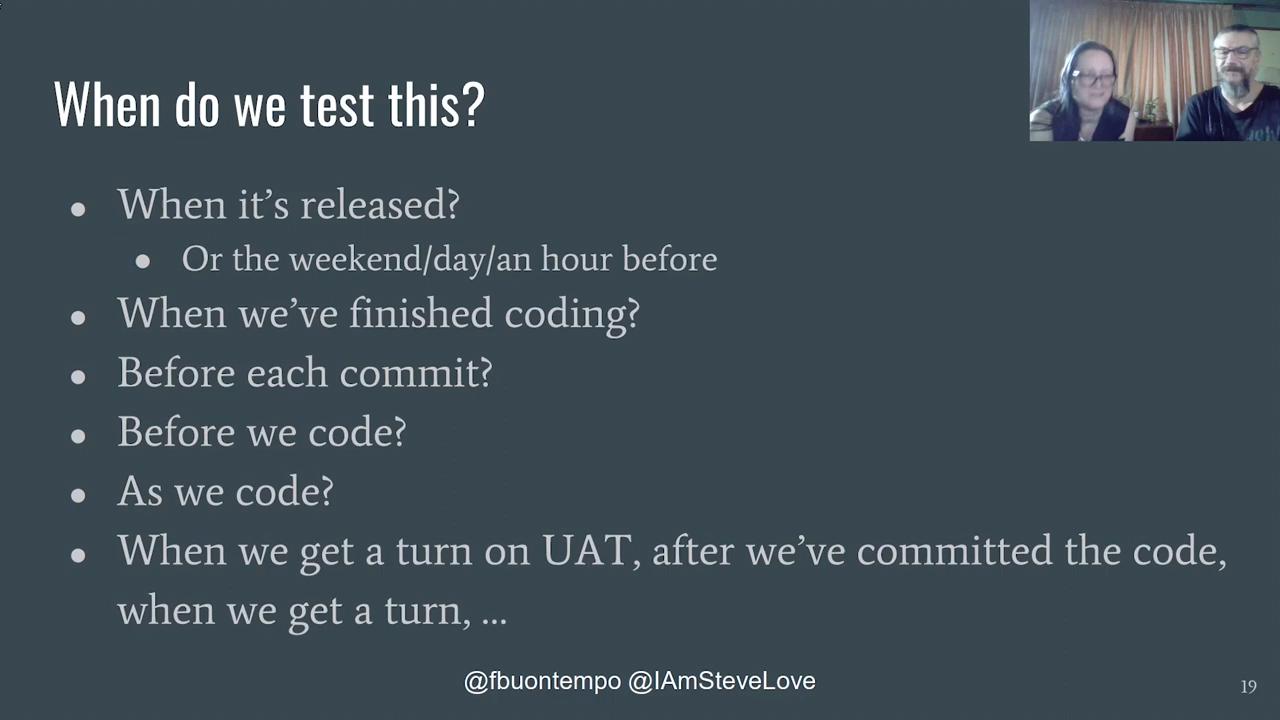 When do we test this?
● When it’s released?
● Or the weekend/day/an hour before
● When we’ve finished coding?
● Before each commit?
● Before we code?
● As we code?
● When we get a turn on UAT, after we’ve committed the code,
when we get a turn, ...
@fbuontempo @IAmSteveLove
19